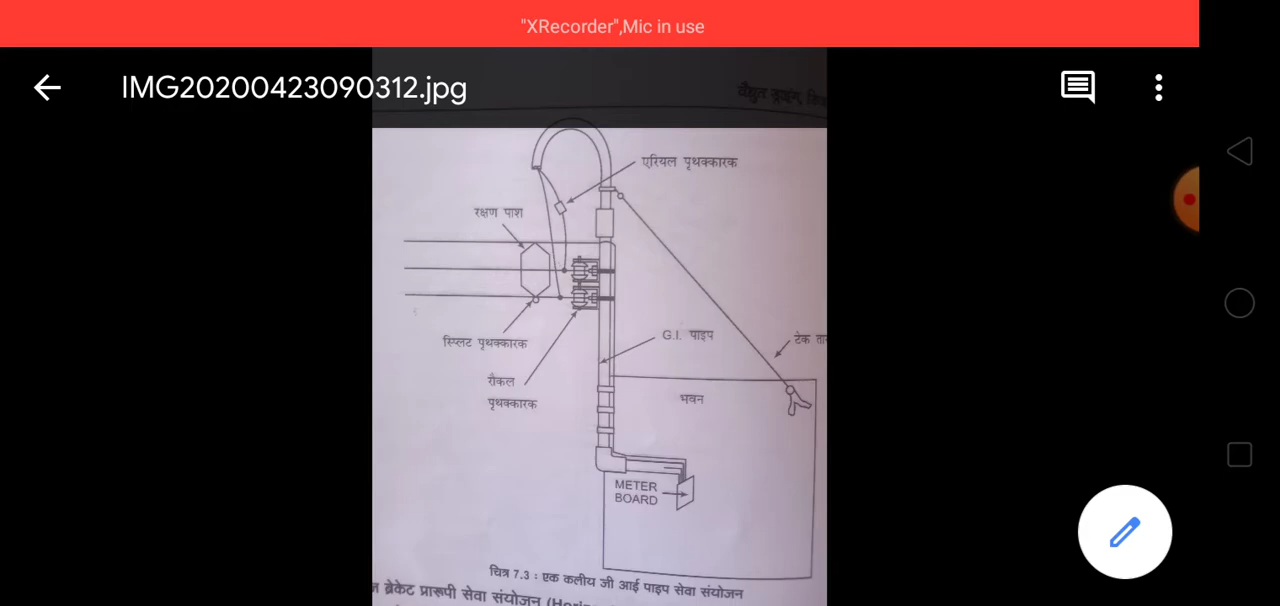 "XRecorder",Mic in use
IMG20200423090312.jpg
वैद्युत
एरियल पृथक्कारक
रक्षण पाश
स्प्लिट पृथक्कारक
G.I. पाइप
टेक
रौकल
पृथक्कारक
भवन
METER
BOARD
चित्र 7.3 : एक कलीय जी आई पाइप सेवा संयोजन
ब्रेकेट प्रारूपी सेवा संयोजन